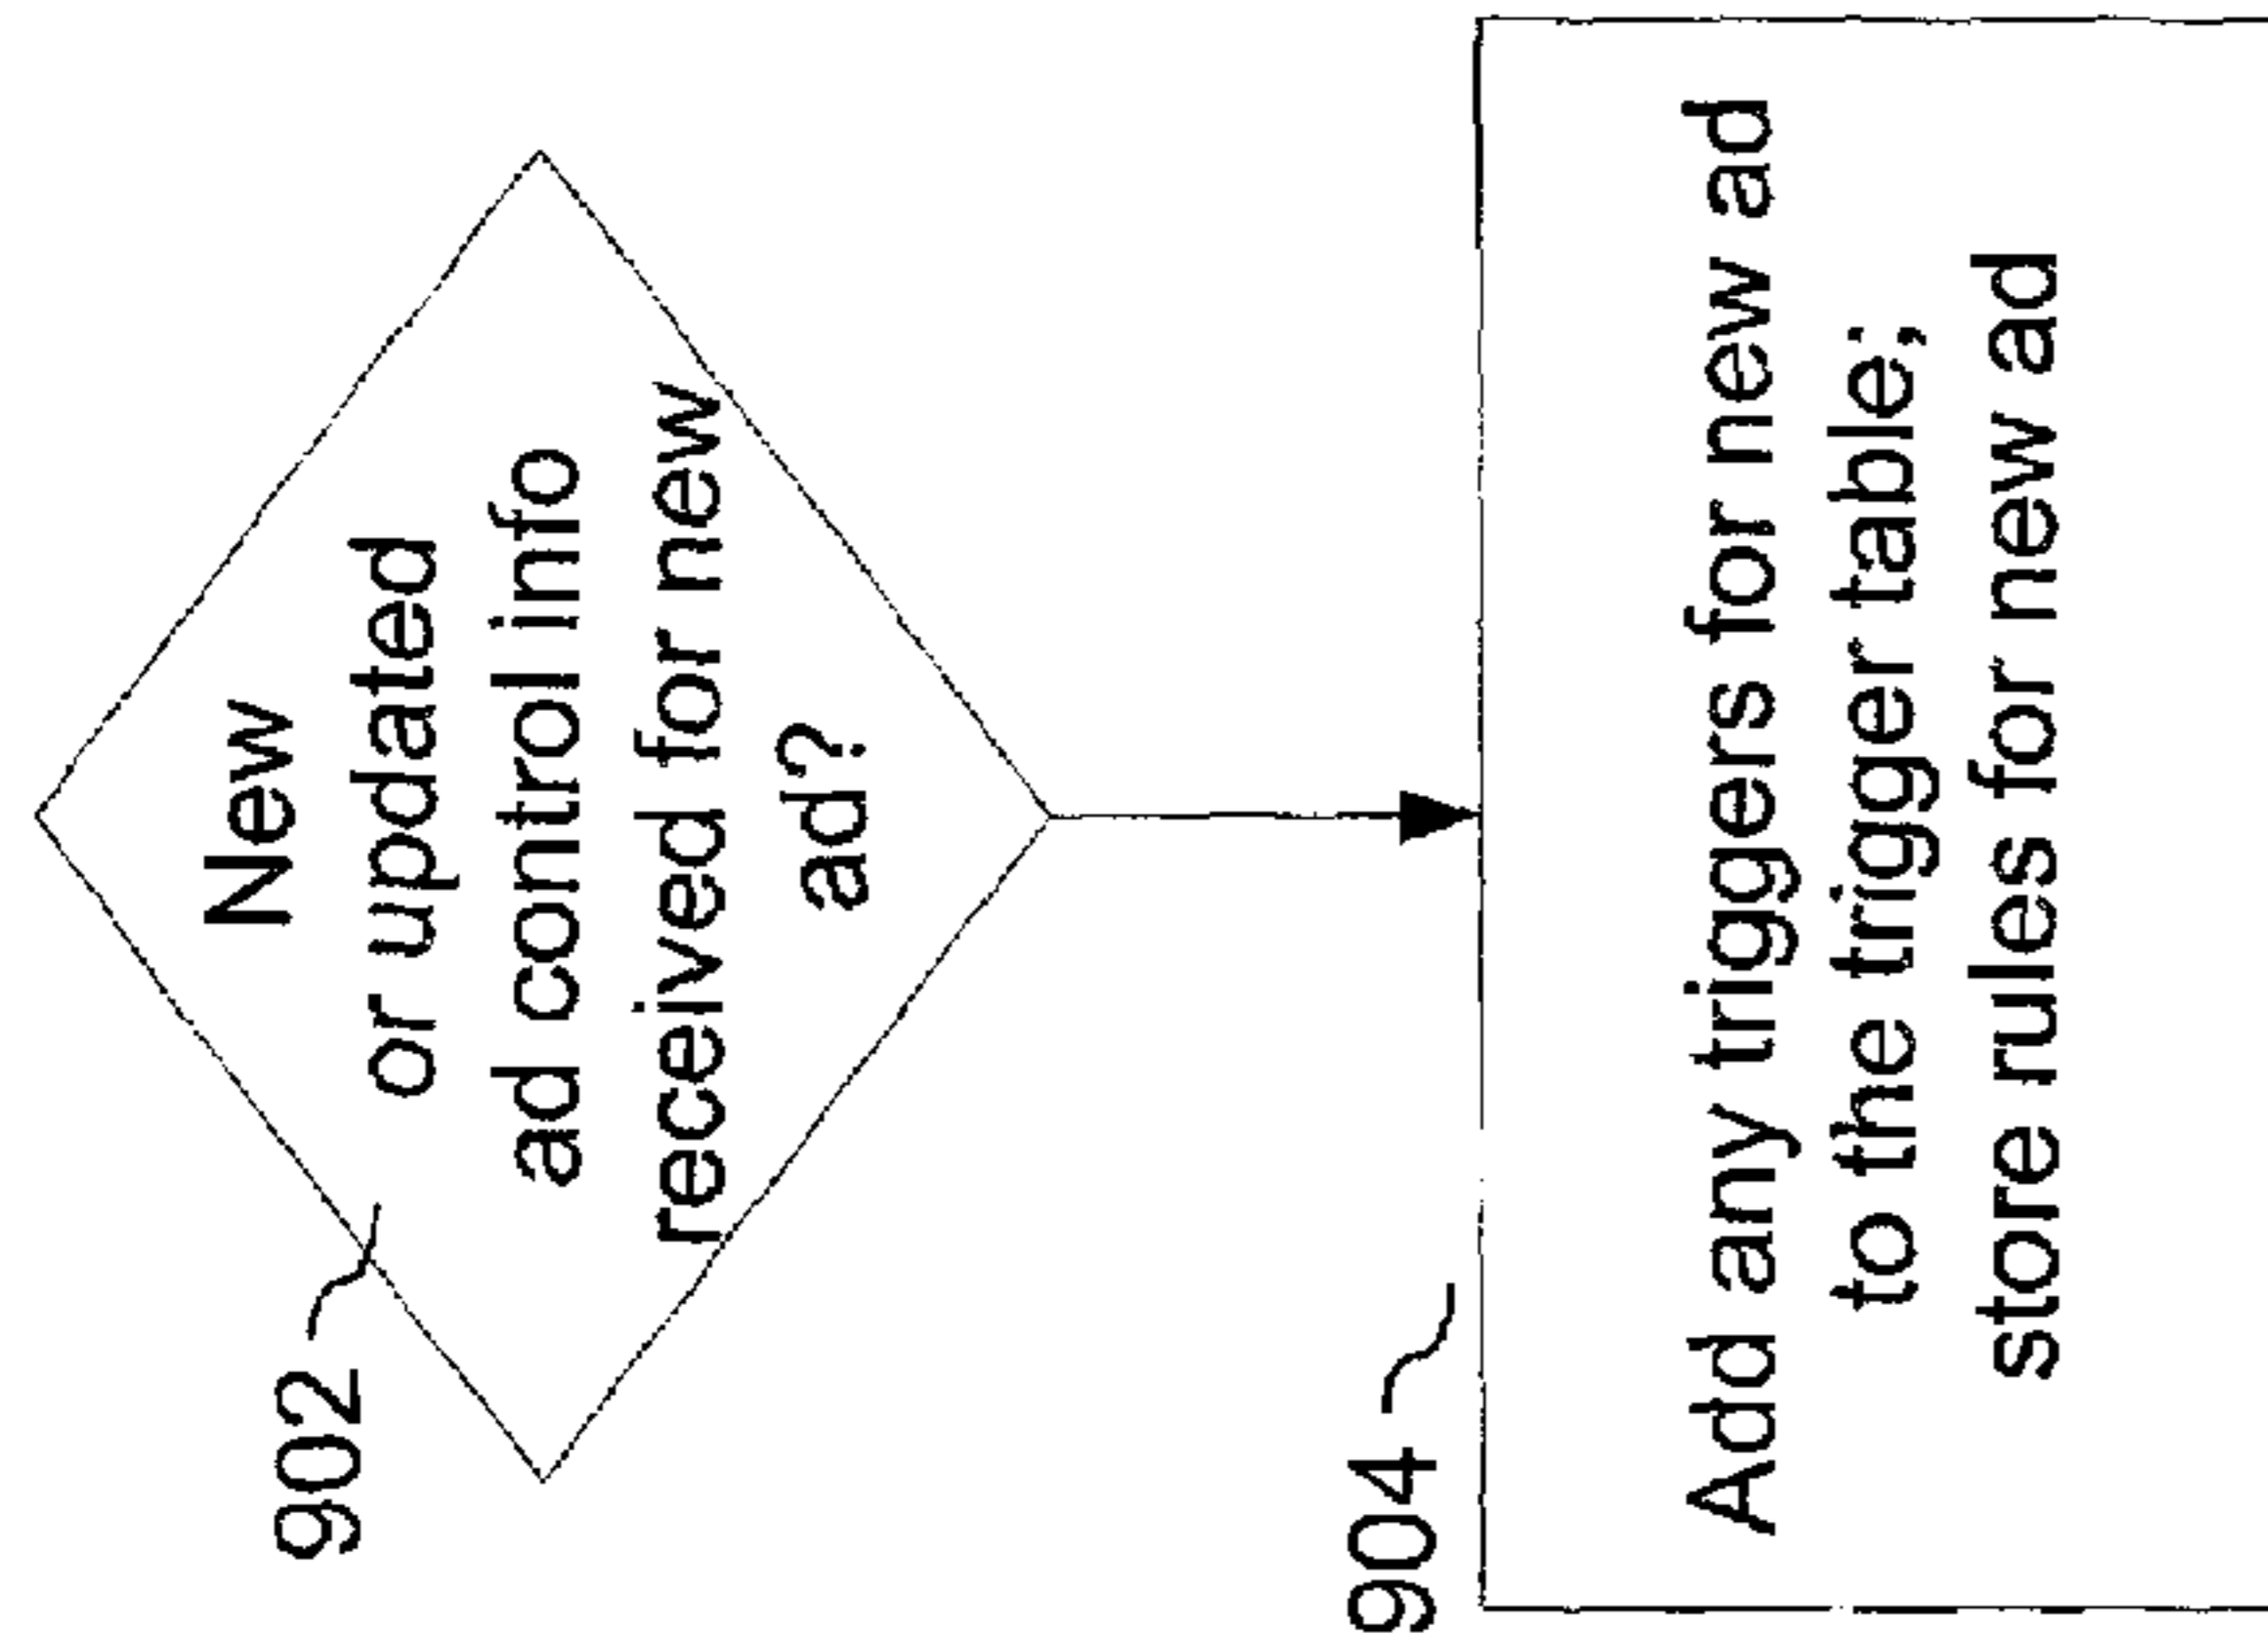 902
New
or updated
ad control info
received for new
ad?
904
Add any triggers for new ad
to the trigger table;
store rules for new ad